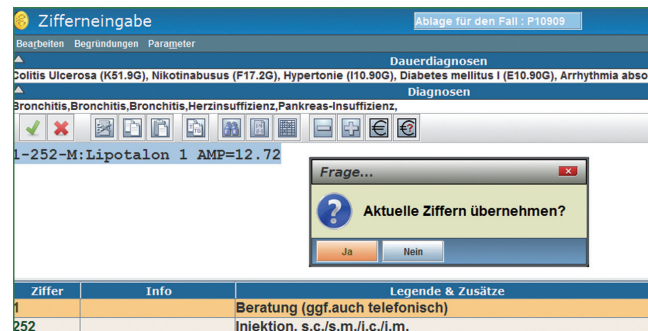 Zifferneingabe
Ablage für den Fall : P10909
Bearbeiten Begründungen Parameter
Dauerdiagnosen
Colitis Ulcerosa (K51.9G), Nikotinabusus (F17.2G), Hypertonie (I10.90G), Diabetes mellitus I (E10.90G), Arrhythmia abso
Diagnosen
Bronchitis,Bronchitis,Bronchitis,Herzinsuffizienz,Pankreas-Insuffizienz,
1-252-M:Lipotalon 1 AMP=12.72
Frage...
Aktuelle Ziffern übernehmen?
Ja Nein
Ziffer Info Legende & Zusätze
1 Beratung (ggf.auch telefonisch)
252 Injektion, s.c./s.m./i.c./i.m.